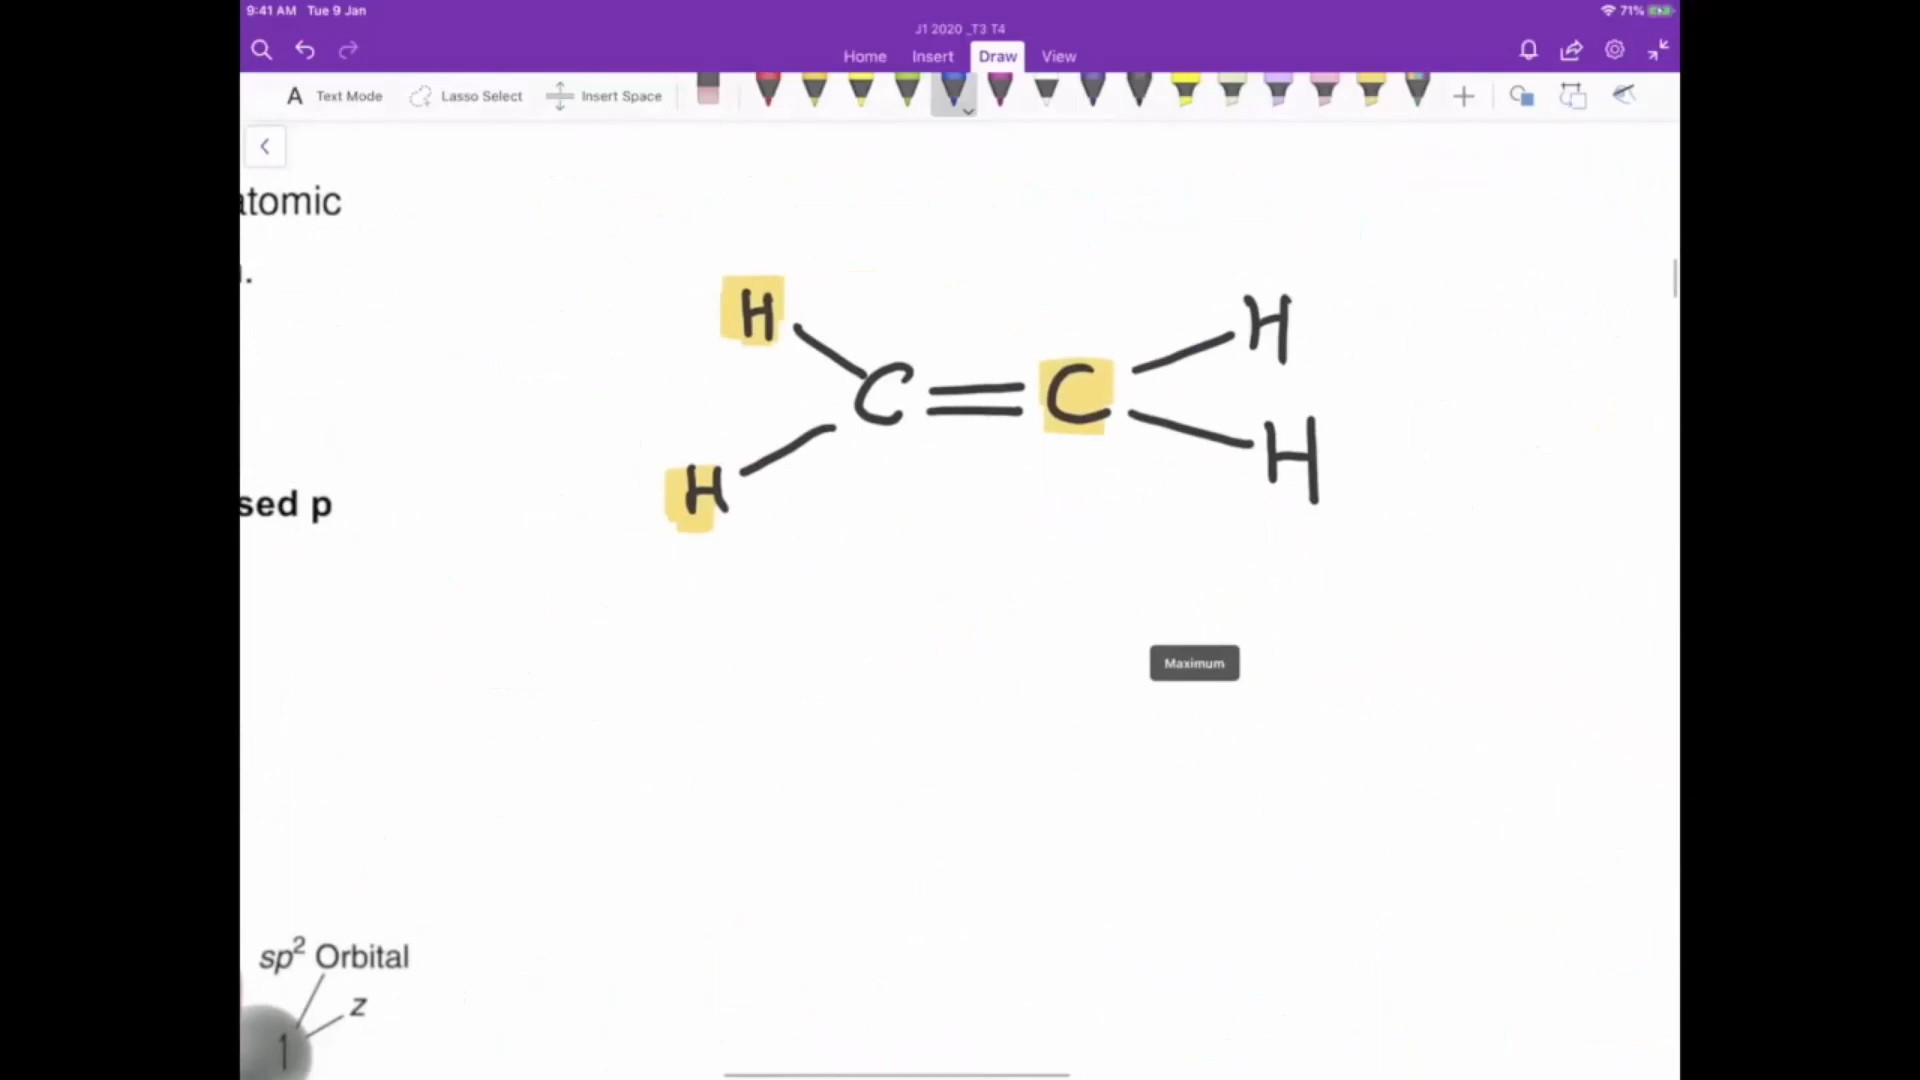 9:41 AM Tue 9 Jan
71%
J1 2020 _T3 T4
Home Insert Draw View
A Text Mode Lasso Select Insert Space
atomic
.
H H
C = C
H H
sed p
Maximum
sp² Orbital
z
1